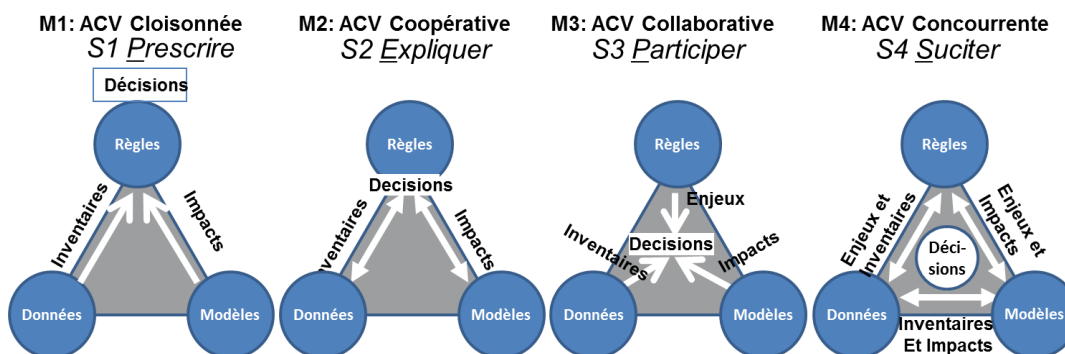 M1: ACV Cloisonnée
S1 Prescrire
Décisions
Règles
Inventaires
Impacts
Données
Modèles
M2: ACV Coopérative
S2 Expliquer
Règles
Decisions
Inventaires
Impacts
Données
Modèles
M3: ACV Collaborative
S3 Participer
Règles
Enjeux
Decisions
Inventaires
Impacts
Données
Modèles
M4: ACV Concourrente
S4 Suciter
Règles
Enjeux et
Inventaires
Enjeux et
Impacts
Déci-
sions
Données
Modèles
Inventaires
Et Impacts